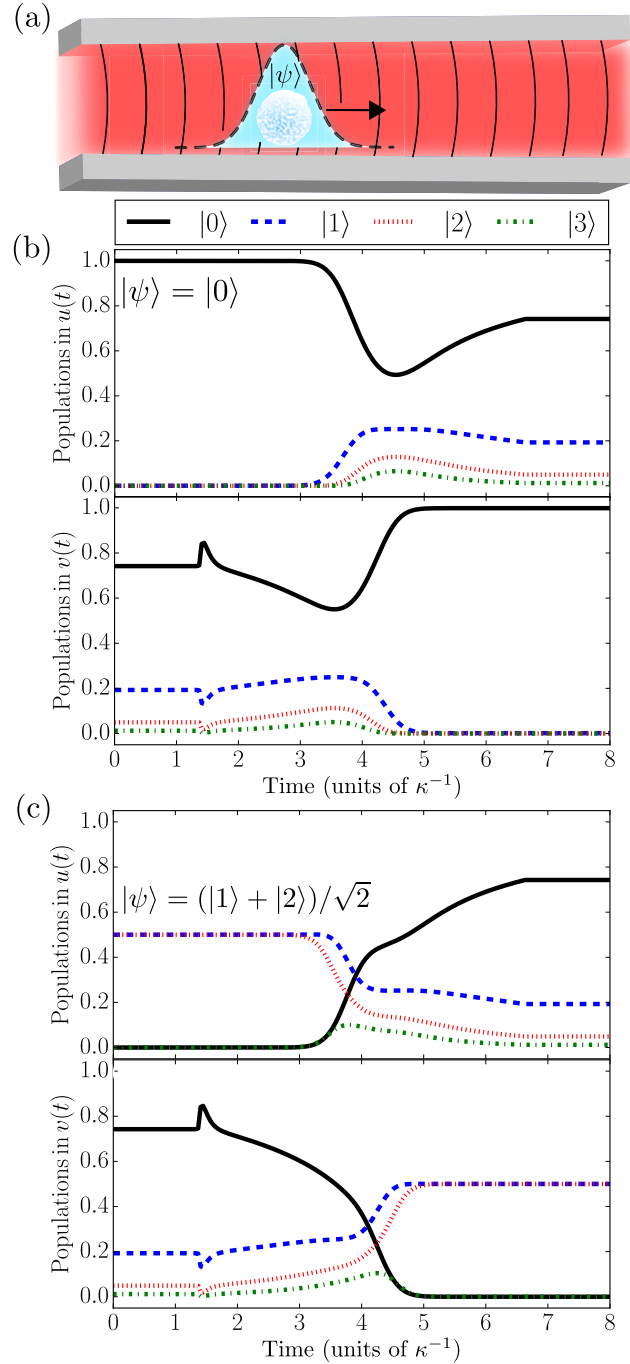 (a)
|ψ⟩
|0⟩ |1⟩ |2⟩ |3⟩
(b)
Populations in u(t)
1.0
0.8
0.6
0.4
0.2
0.0
|ψ⟩ = |0⟩
Populations in v(t)
1.0
0.8
0.6
0.4
0.2
0.0
0 1 2 3 4 5 6 7 8
Time (units of κ⁻¹)
(c)
Populations in u(t)
1.0
0.8
0.6
0.4
0.2
0.0
|ψ⟩ = (|1⟩ + |2⟩)/√2
Populations in v(t)
1.0
0.8
0.6
0.4
0.2
0.0
0 1 2 3 4 5 6 7 8
Time (units of κ⁻¹)